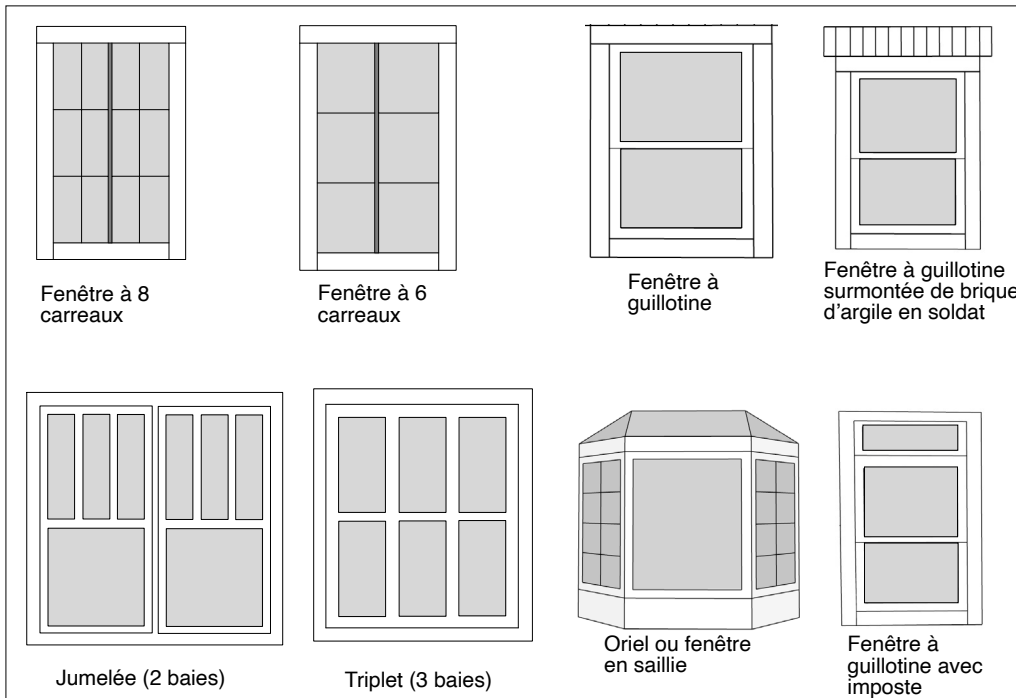 Fenêtre à 8
carreaux
Fenêtre à 6
carreaux
Fenêtre à
guillotine
Fenêtre à guillotine
surmontée de brique
d'argile en soldat
Jumelée (2 baies)
Triplet (3 baies)
Oriel ou fenêtre
en saillie
Fenêtre à
guillotine avec
imposte